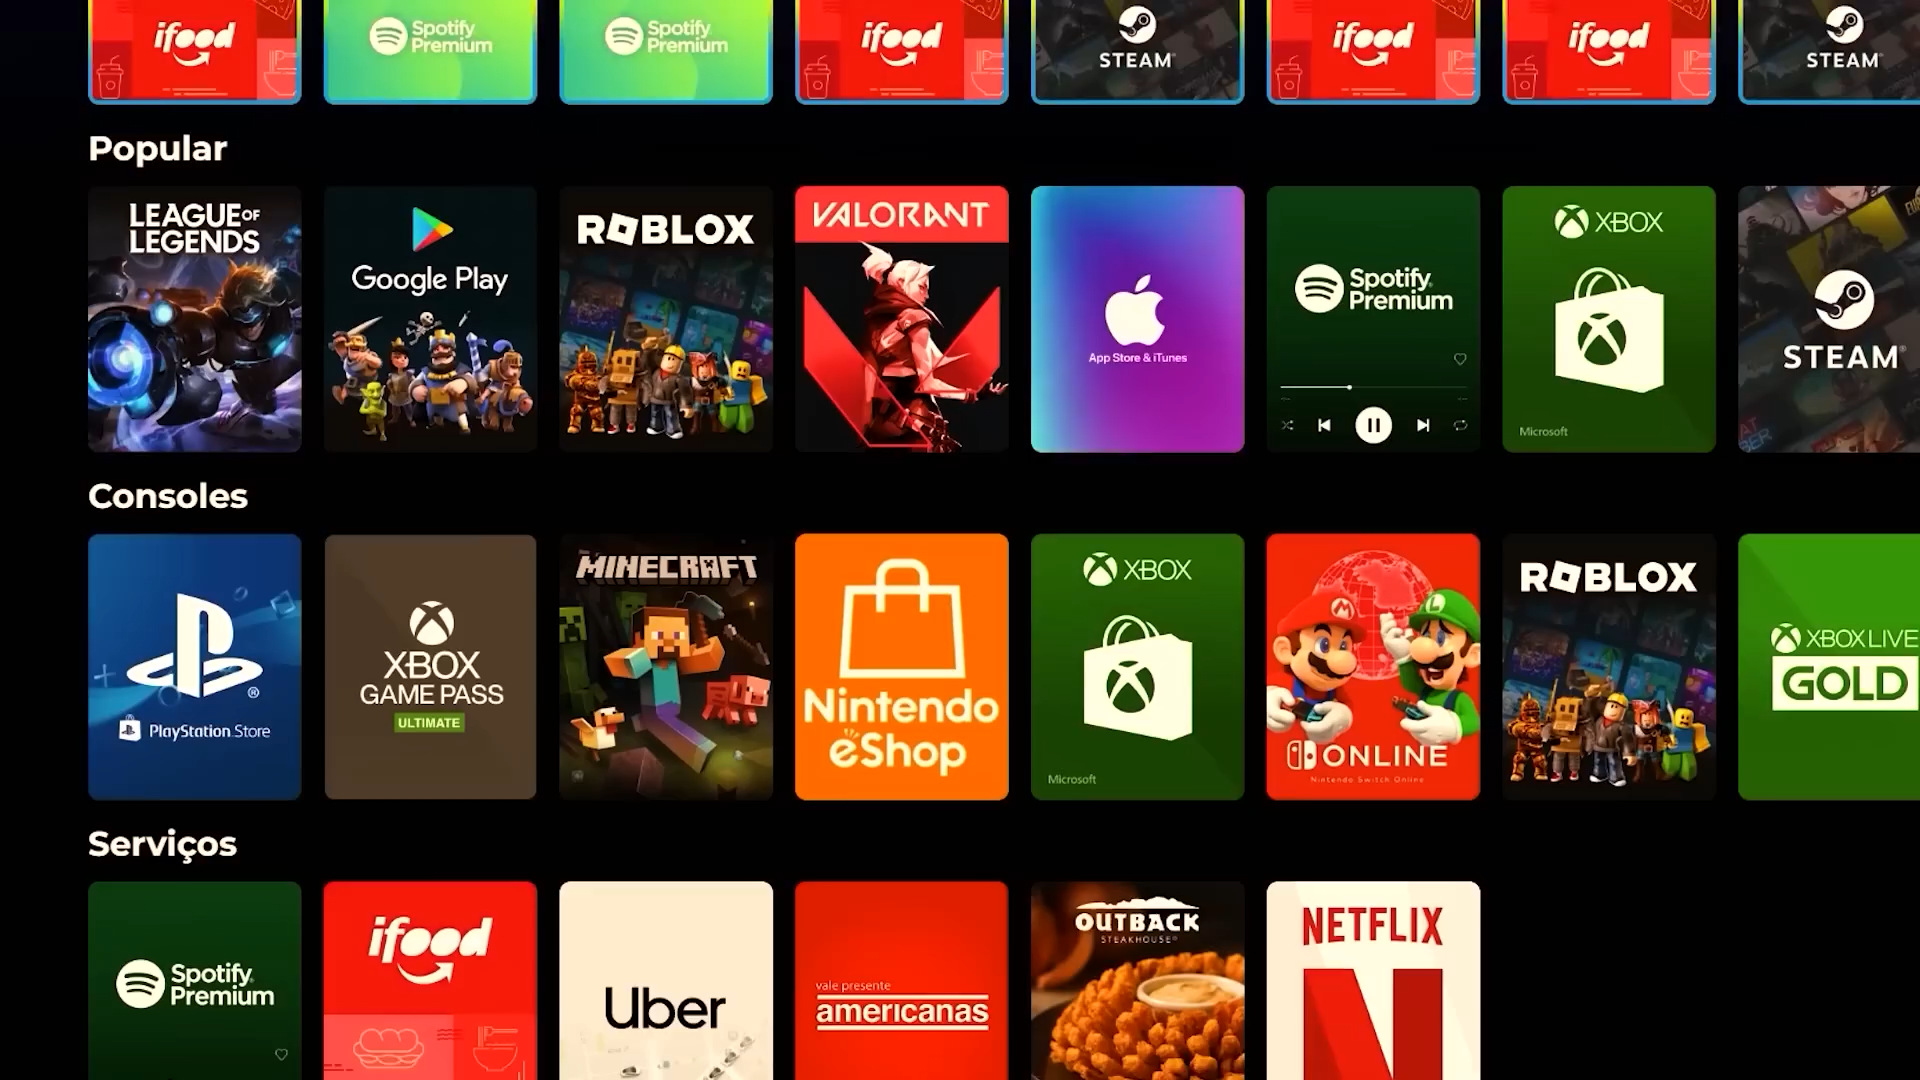 ifood
Spotify
Premium
Spotify
Premium
ifood
STEAM
ifood
ifood
STEAM
Popular
LEAGUE OF
LEGENDS
Google Play
ROBLOX
VALORANT
App Store & iTunes
Spotify
Premium
XBOX
Microsoft
STEAM
Consoles
PlayStation Store
XBOX
GAME PASS
ULTIMATE
MINECRAFT
Nintendo
eShop
XBOX
Microsoft
ONLINE
Nintendo Switch Online
ROBLOX
XBOX LIVE
GOLD
Serviços
Spotify
Premium
ifood
Uber
vale presente
americanas
OUTBACK
STEAKHOUSE
NETFLIX
N